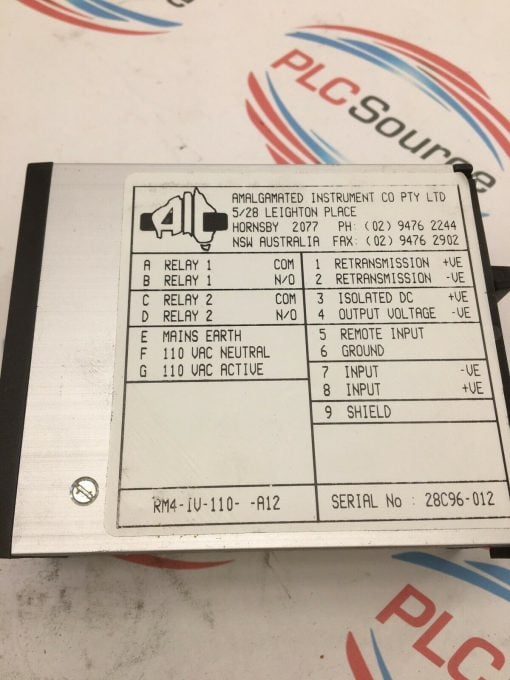 PLCSource
AIC
AMALGAMATED INSTRUMENT CO PTY LTD
5/28 LEIGHTON PLACE
HORNSBY 2077 PH: (02) 9476 2244
NSW AUSTRALIA FAX: (02) 9476 2902
A RELAY 1 COM
B RELAY 1 N/O
C RELAY 2 COM
D RELAY 2 N/O
E MAINS EARTH
F 110 VAC NEUTRAL
G 110 VAC ACTIVE
1 RETRANSMISSION +VE
2 RETRANSMISSION -VE
3 ISOLATED DC +VE
4 OUTPUT VOLTAGE -VE
5 REMOTE INPUT
6 GROUND
7 INPUT -VE
8 INPUT +VE
9 SHIELD
RM4-IV-110- -A12
SERIAL No : 28C96-012
PLC